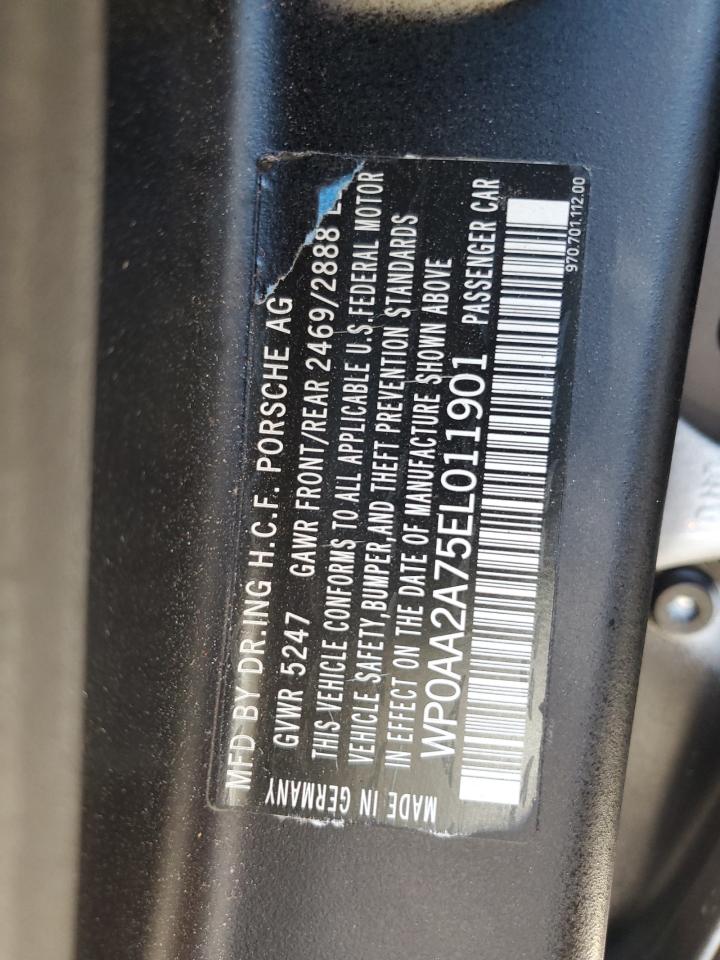 MFD BY DR.ING H.C.F. PORSCHE AG
GVWR 5247 GAWR FRONT/REAR 2469/2888
THIS VEHICLE CONFORMS TO ALL APPLICABLE U.S.FEDERAL MOTOR
VEHICLE SAFETY,BUMPER,AND THEFT PREVENTION STANDARDS
IN EFFECT ON THE DATE OF MANUFACTURE SHOWN ABOVE
MADE IN GERMANY WP0AA2A75EL011901 PASSENGER CAR
970.701.112.00